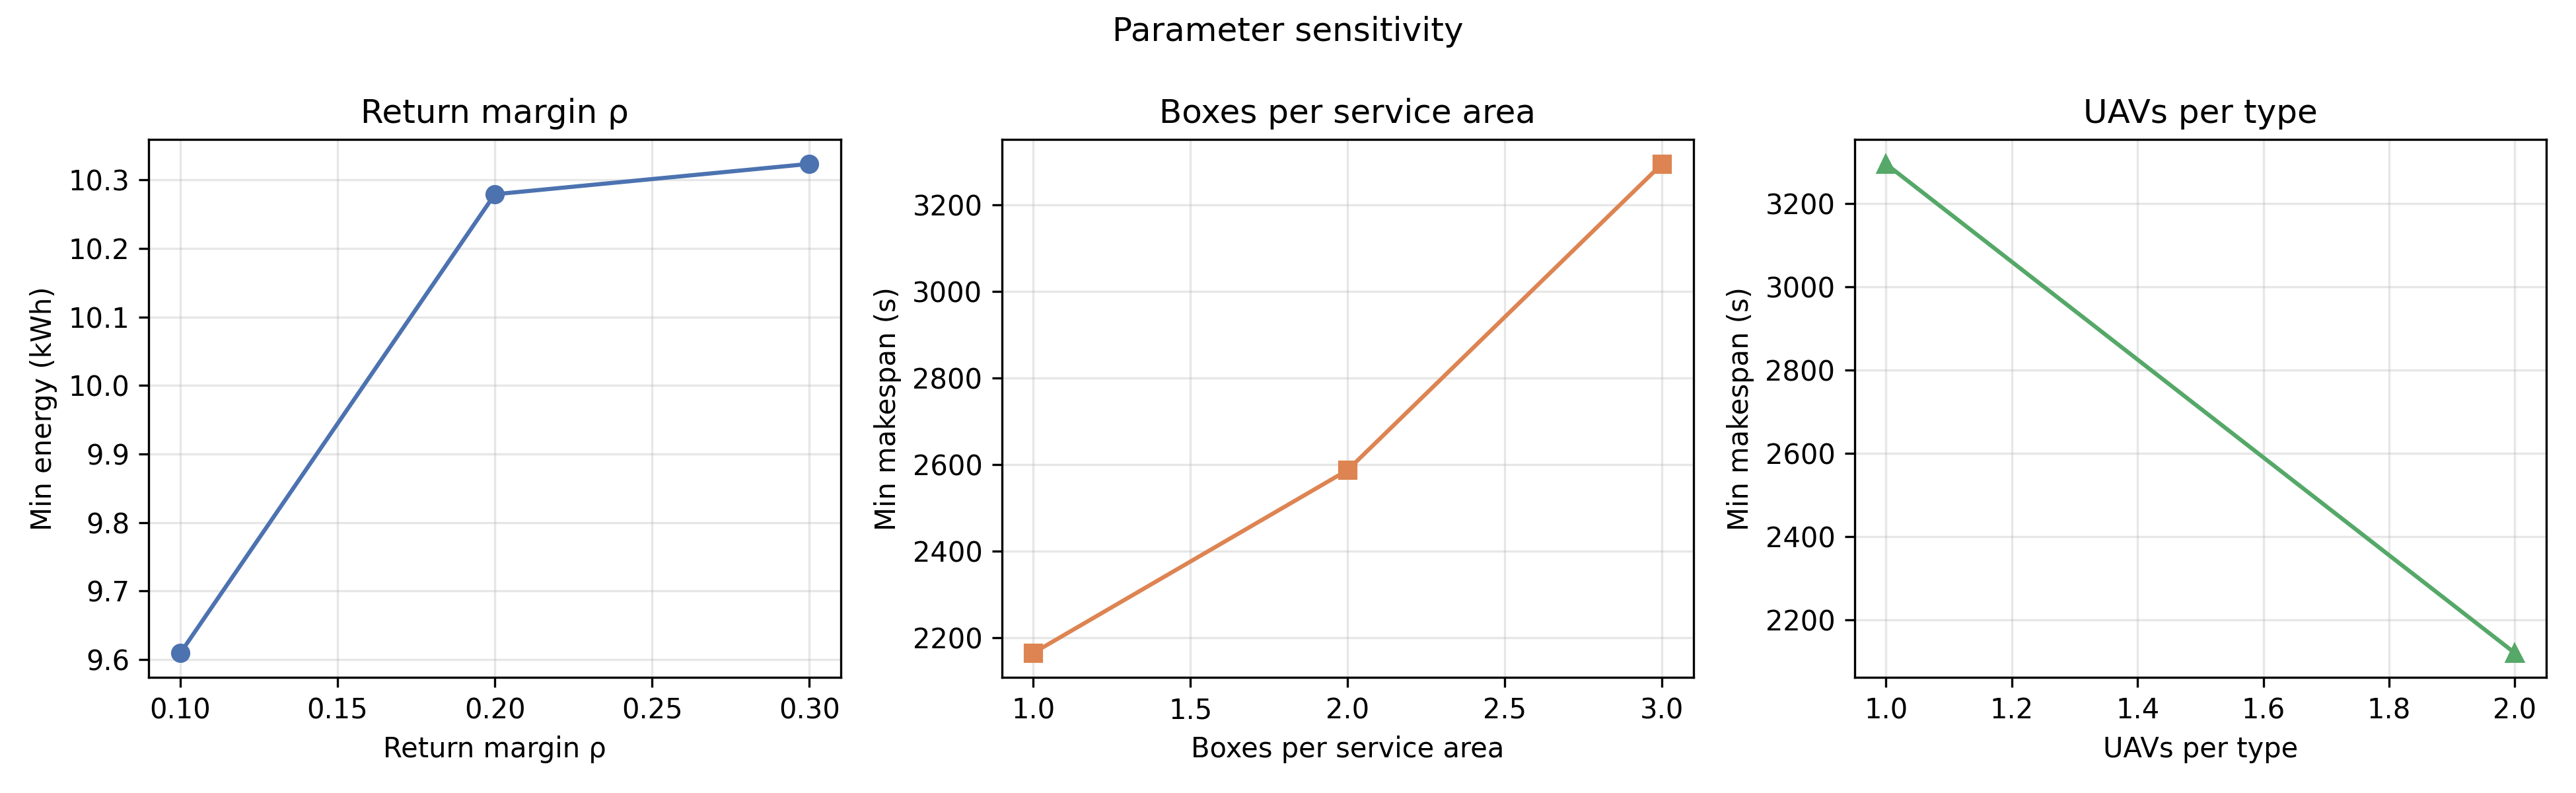 Parameter sensitivity
Return margin ρ
Min energy (kWh)
10.3
10.2
10.1
10.0
9.9
9.8
9.7
9.6
0.10 0.15 0.20 0.25 0.30
Return margin ρ
Boxes per service area
Min makespan (s)
3200
3000
2800
2600
2400
2200
1.0 1.5 2.0 2.5 3.0
Boxes per service area
UAVs per type
Min makespan (s)
3200
3000
2800
2600
2400
2200
1.0 1.2 1.4 1.6 1.8 2.0
UAVs per type